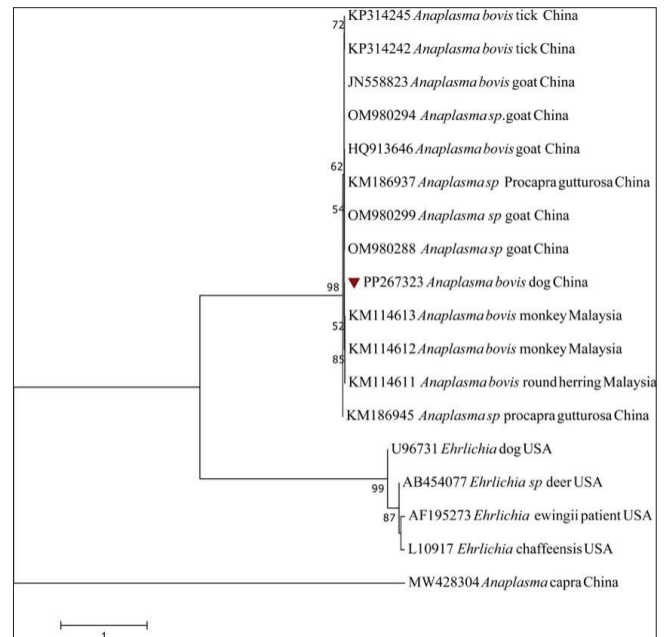 KP314245 Anaplasma bovis tick China
72
KP314242 Anaplasma bovis tick China
JN558823 Anaplasma bovis goat China
OM980294 Anaplasma sp.goat China
HQ913646 Anaplasma bovis goat China
62
KM186937 Anaplasma sp Procapra gutturosa China
54
OM980299 Anaplasma sp goat China
OM980288 Anaplasma sp goat China
98
PP267323 Anaplasma bovis dog China
KM114613 Anaplasma bovis monkey Malaysia
52
KM114612 Anaplasma bovis monkey Malaysia
85
KM114611 Anaplasma bovis round herring Malaysia
KM186945 Anaplasma sp procapra gutturosa China
U96731 Ehrlichia dog USA
AB454077 Ehrlichia sp deer USA
99
AF195273 Ehrlichia ewingii patient USA
87
L10917 Ehrlichia chaffeensis USA
MW428304 Anaplasma capra China
1